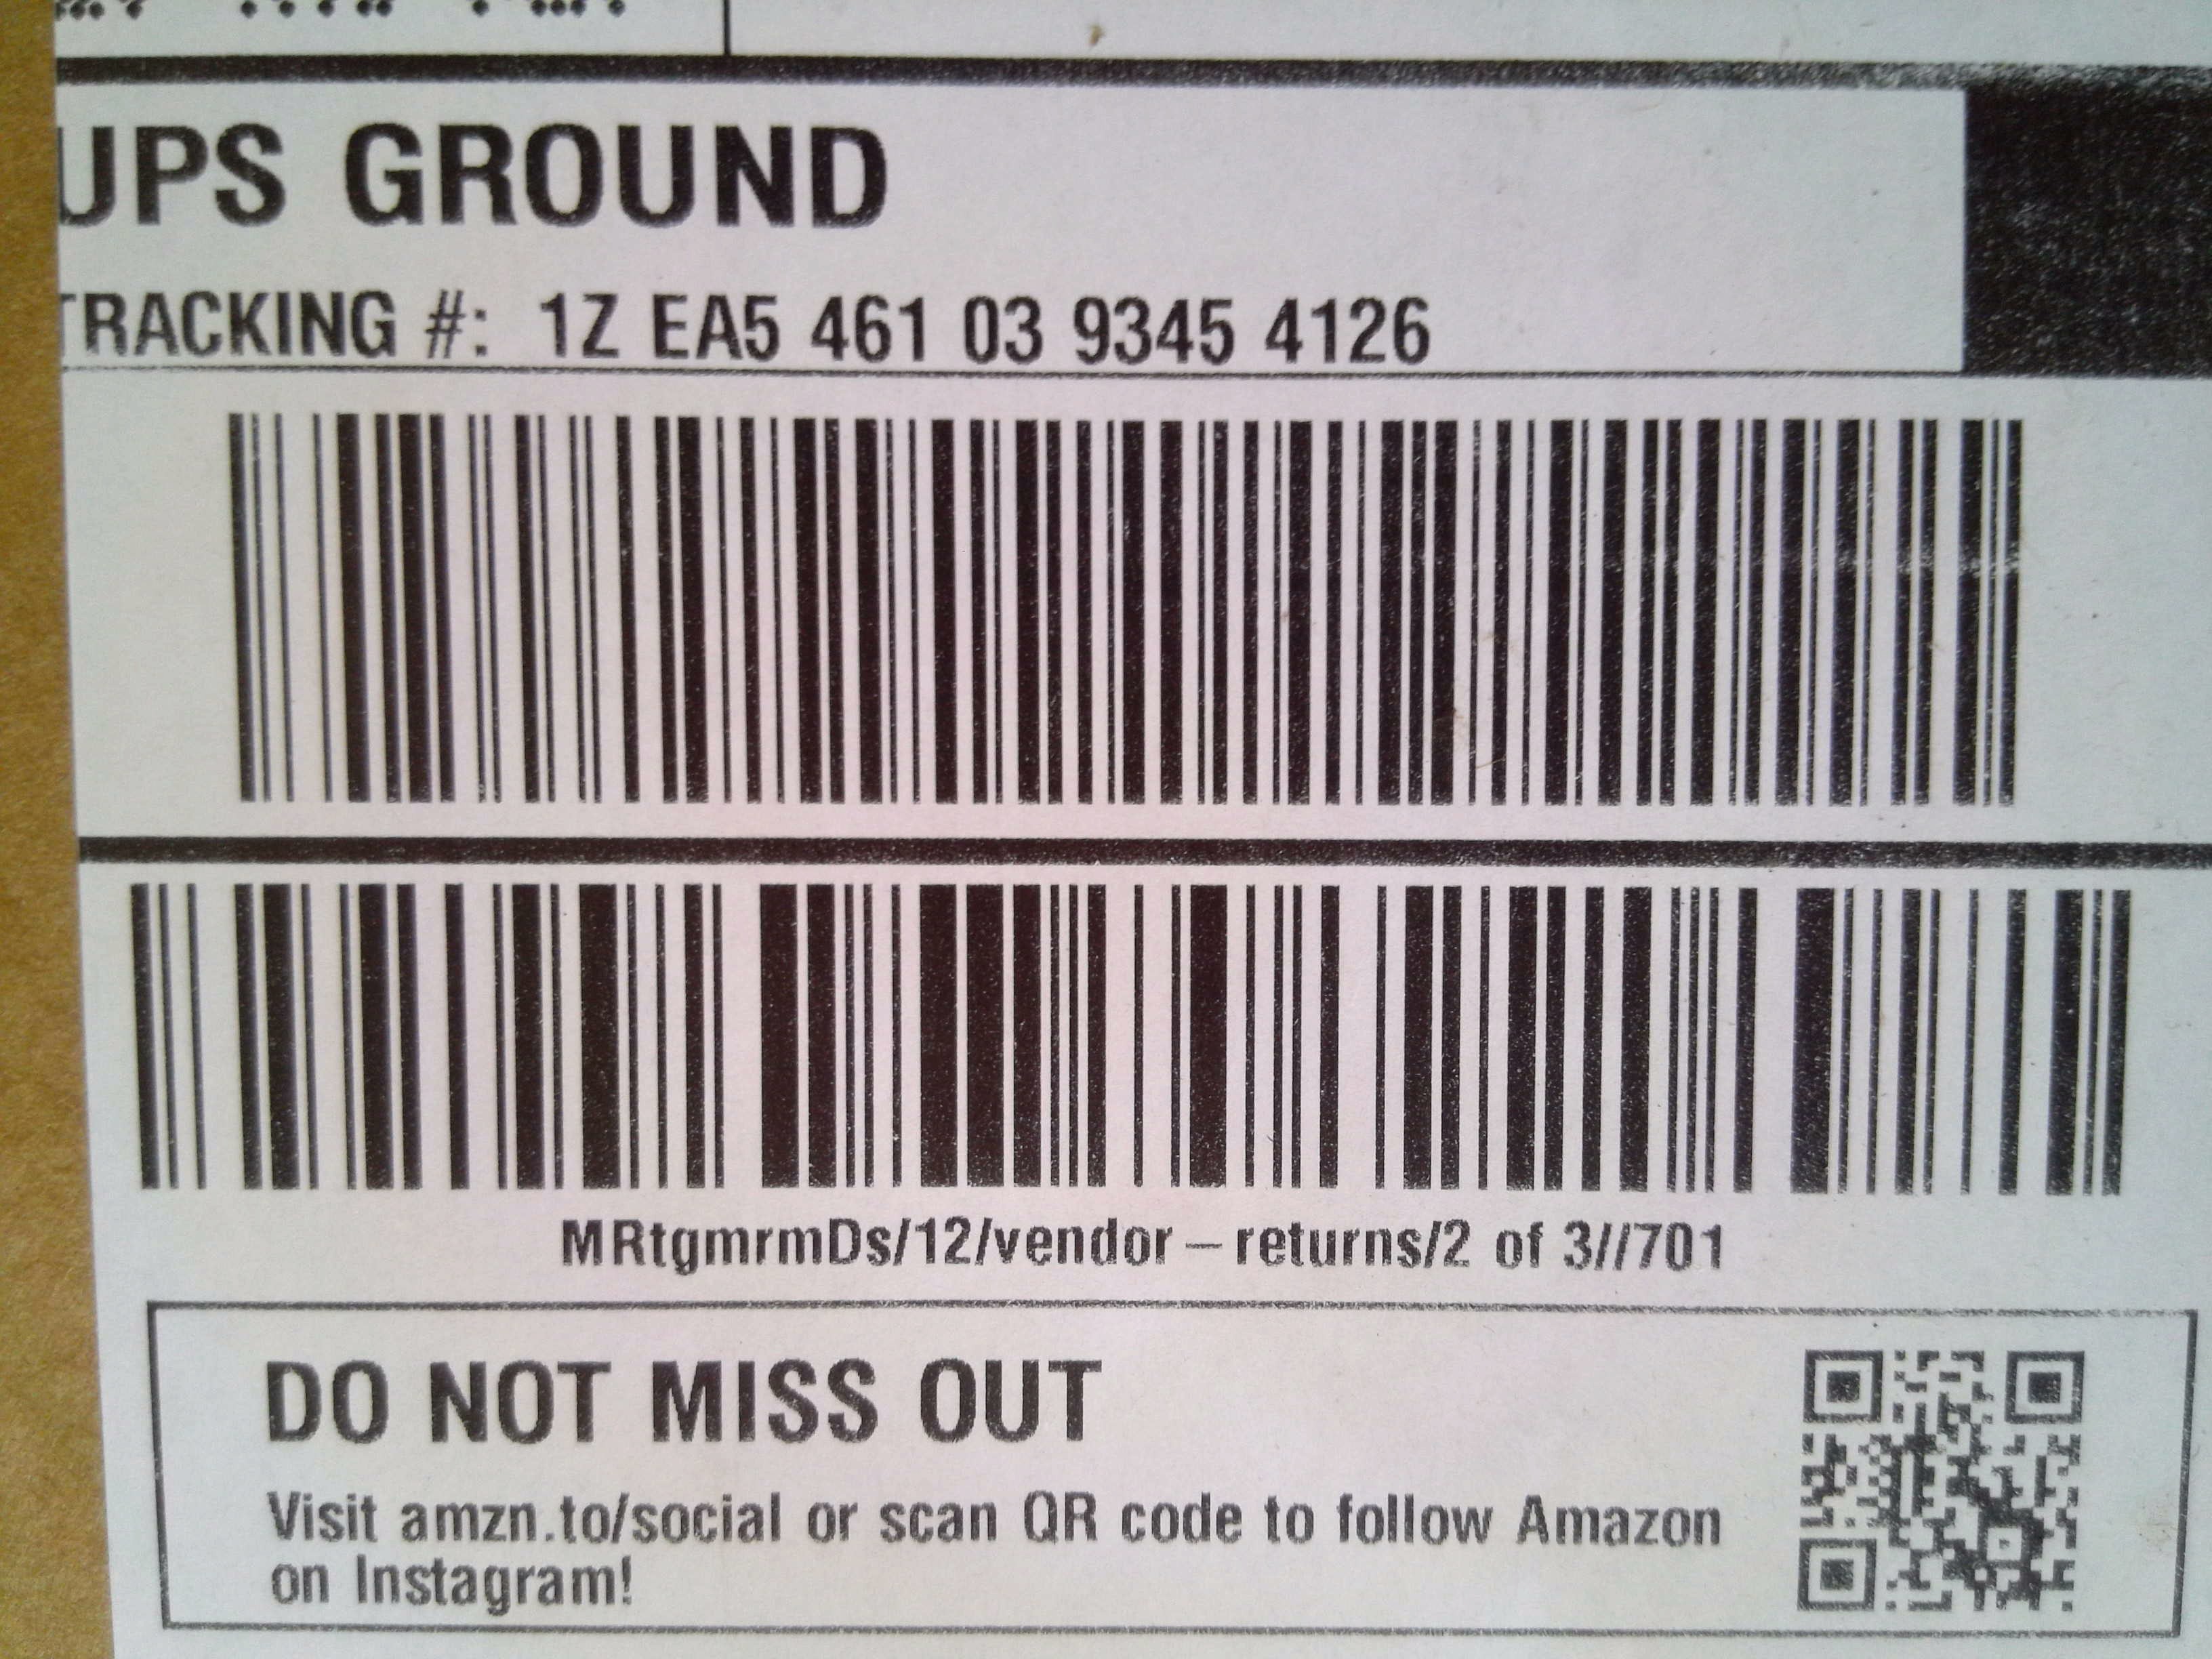 UPS GROUND
TRACKING #: 1Z EA5 461 03 9345 4126
MRtgmrmDs/12/vendor-returns/2 of 3//701
DO NOT MISS OUT
Visit amzn.to/social or scan QR code to follow Amazon
on Instagram!